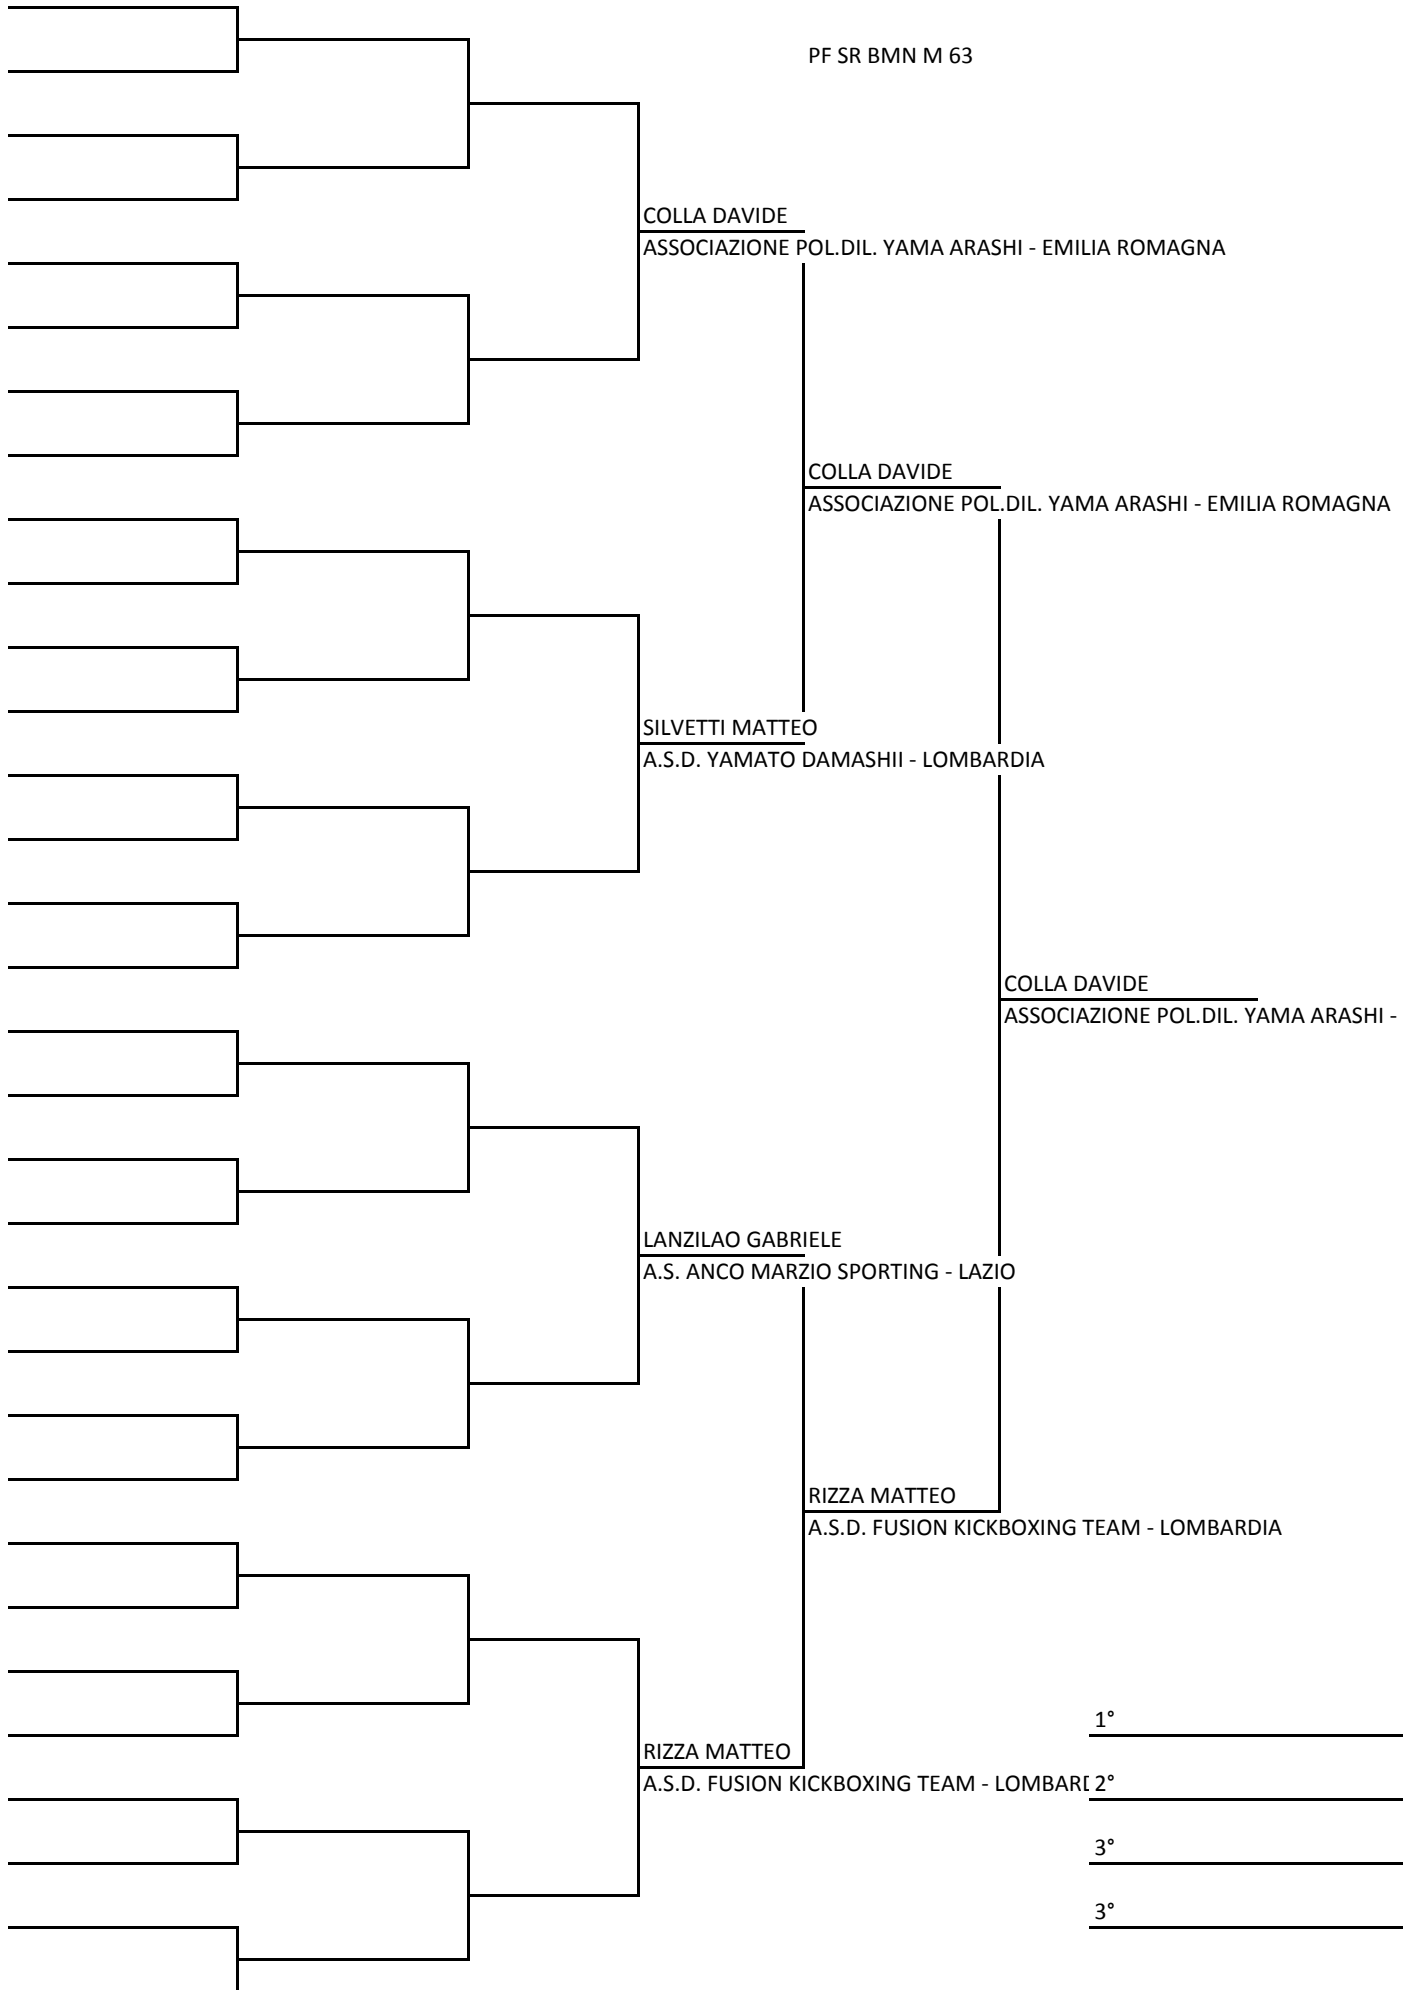 PF SR BMN M 63
COLLA DAVIDE
ASSOCIAZIONE POL.DIL. YAMA ARASHI - EMILIA ROMAGNA
COLLA DAVIDE
ASSOCIAZIONE POL.DIL. YAMA ARASHI - EMILIA ROMAGNA
SILVETTI MATTEO
A.S.D. YAMATO DAMASHII - LOMBARDIA
COLLA DAVIDE
ASSOCIAZIONE POL.DIL. YAMA ARASHI -
LANZILAO GABRIELE
A.S. ANCO MARZIO SPORTING - LAZIO
RIZZA MATTEO
A.S.D. FUSION KICKBOXING TEAM - LOMBARDIA
1°
RIZZA MATTEO
A.S.D. FUSION KICKBOXING TEAM - LOMBARD
2°
3°
3°